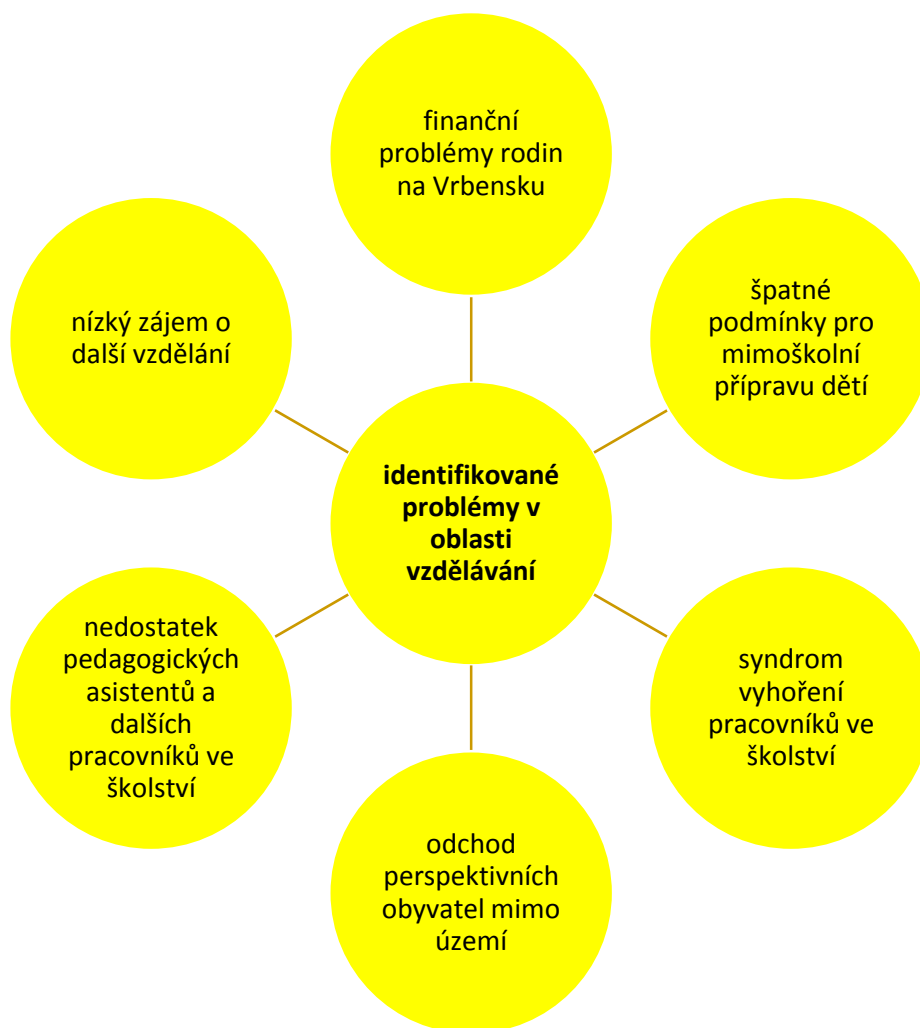 finanční
problémy rodin
na Vrbensku
špatné
podmínky pro
mimoškolní
přípravu dětí
nízký zájem o
další vzdělání
identifikované
problémy v
oblasti
vzdělávání
nedostatek
pedagogických
asistentů a
dalších
pracovníků ve
školství
syndrom
vyhoření
pracovníků ve
školství
odchod
perspektivních
obyvatel mimo
území